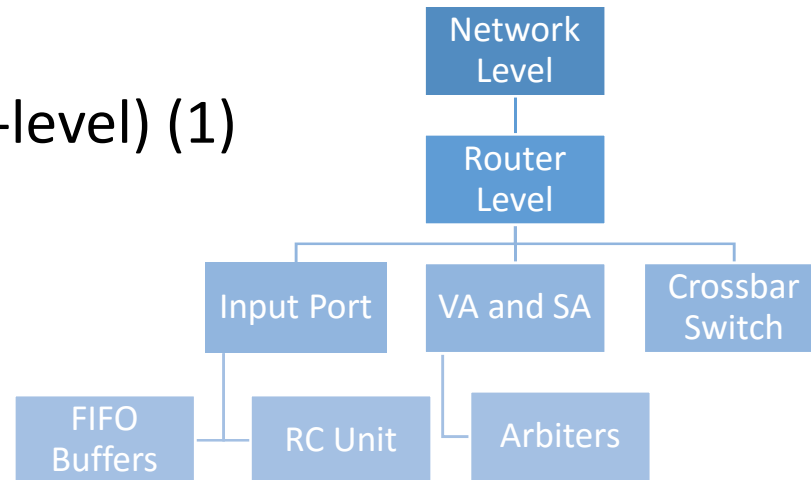 Network
Level
-level) (1)
Router
Level
Input Port
VA and SA
Crossbar
Switch
FIFO
Buffers
RC Unit
Arbiters